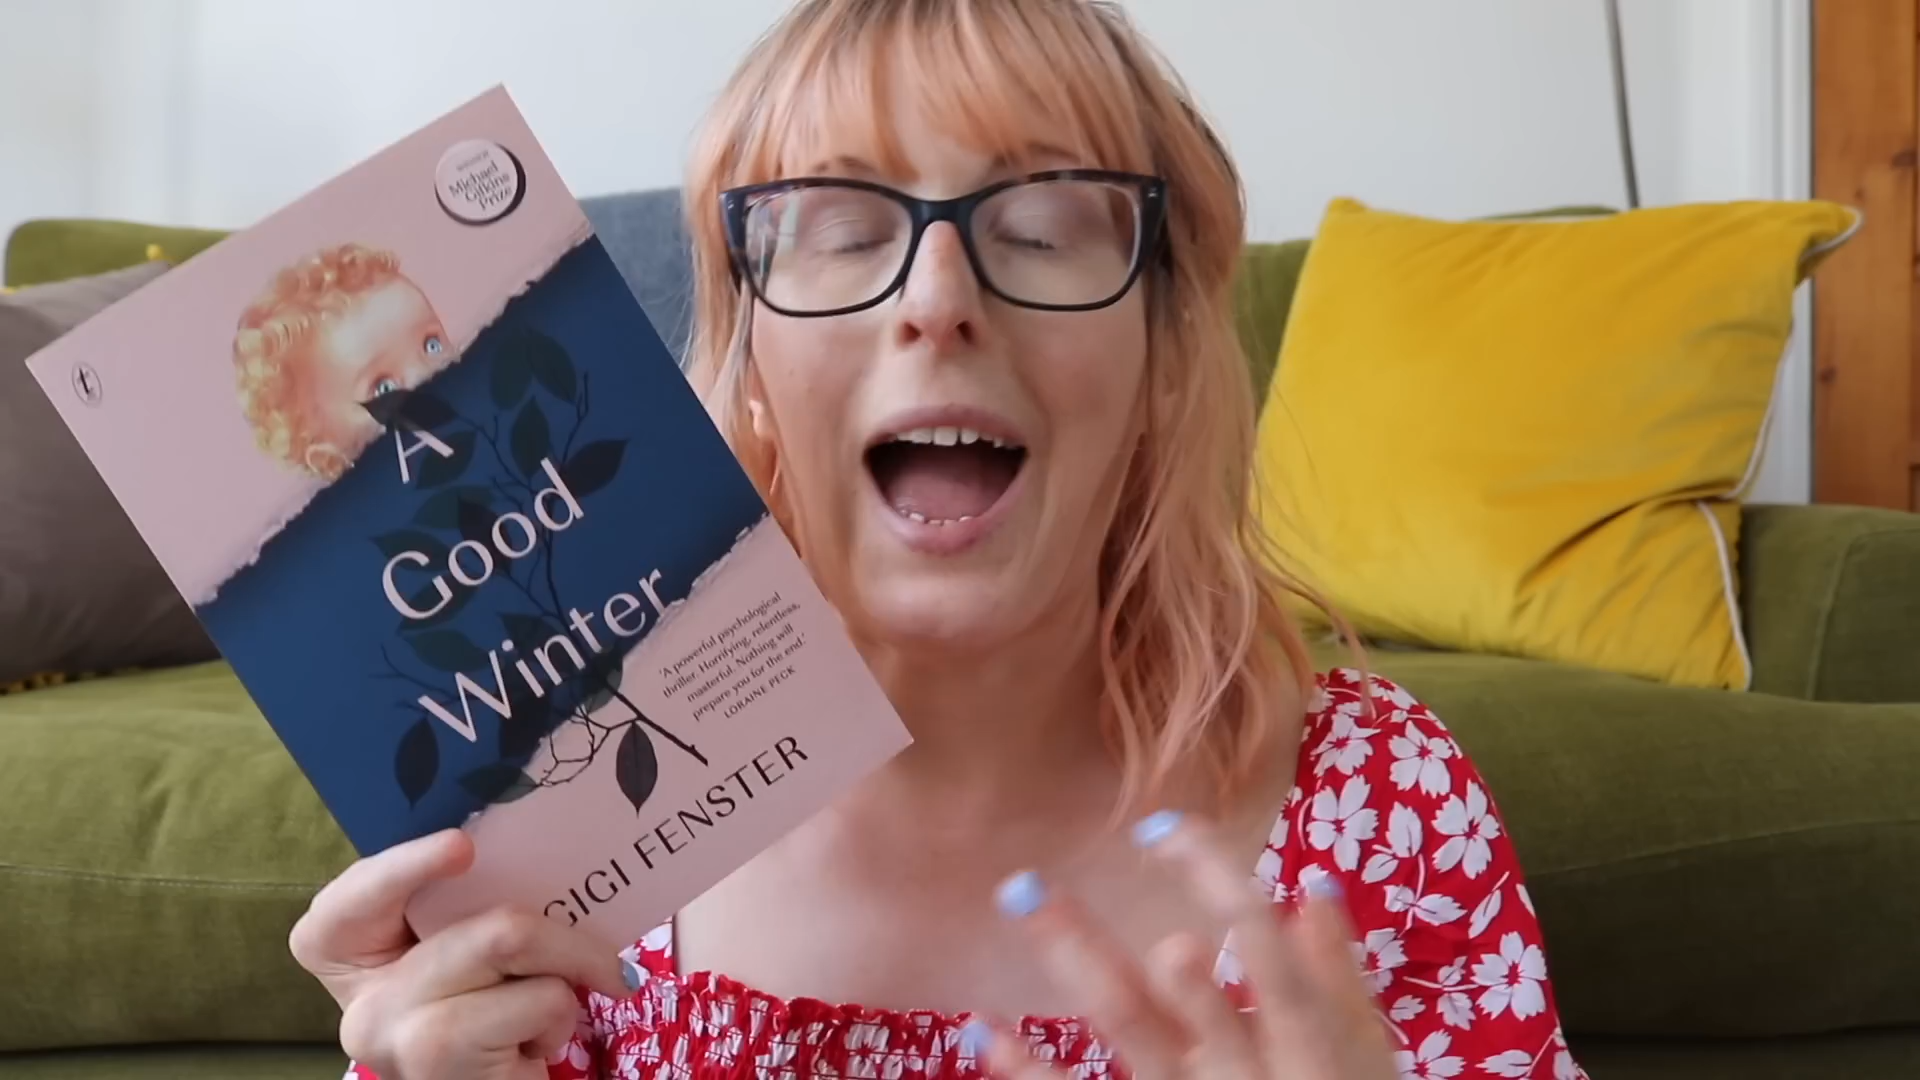 WINNER
Michael
Gifkins
Prize
t
A
Good
Winter
'A powerful psychological
thriller. Horrifying, relentless,
masterful. Nothing will
prepare you for the end.'
LORAINE PECK
GIGI FENSTER